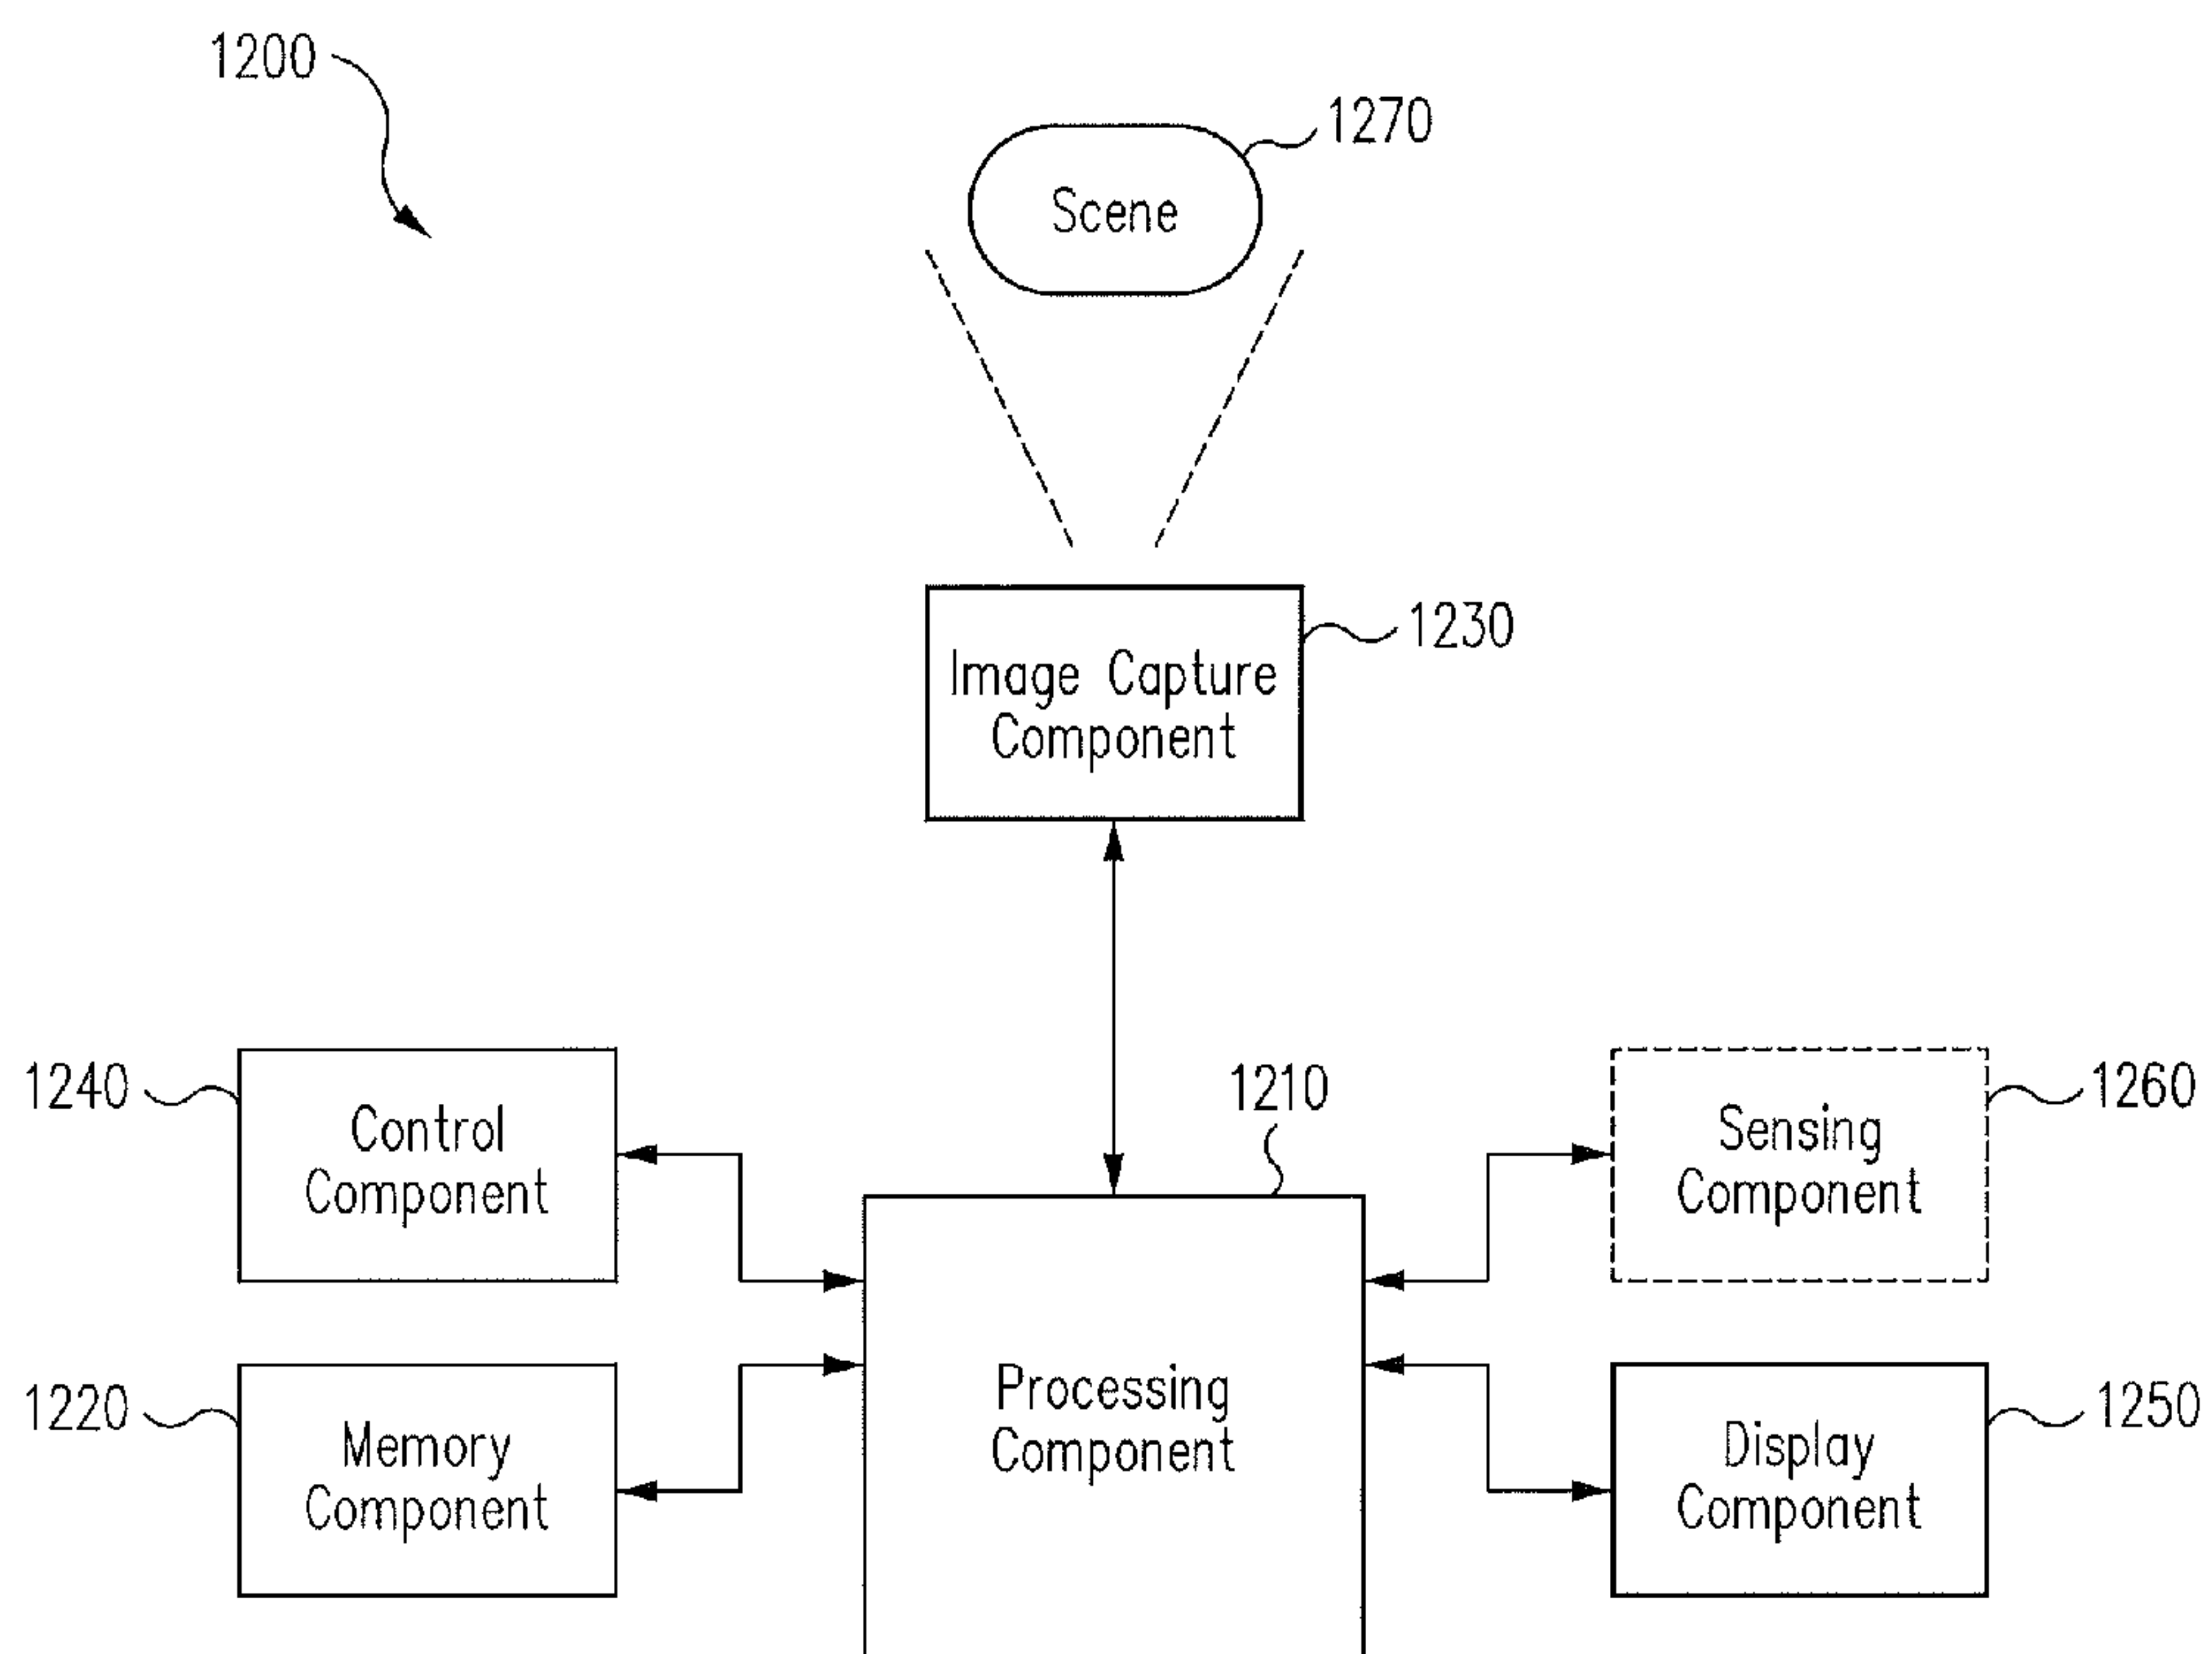 1200
1270
Scene
1230
Image Capture
Component
1240
Control
Component
1210
1260
Sensing
Component
1220
Memory
Component
Processing
Component
1250
Display
Component